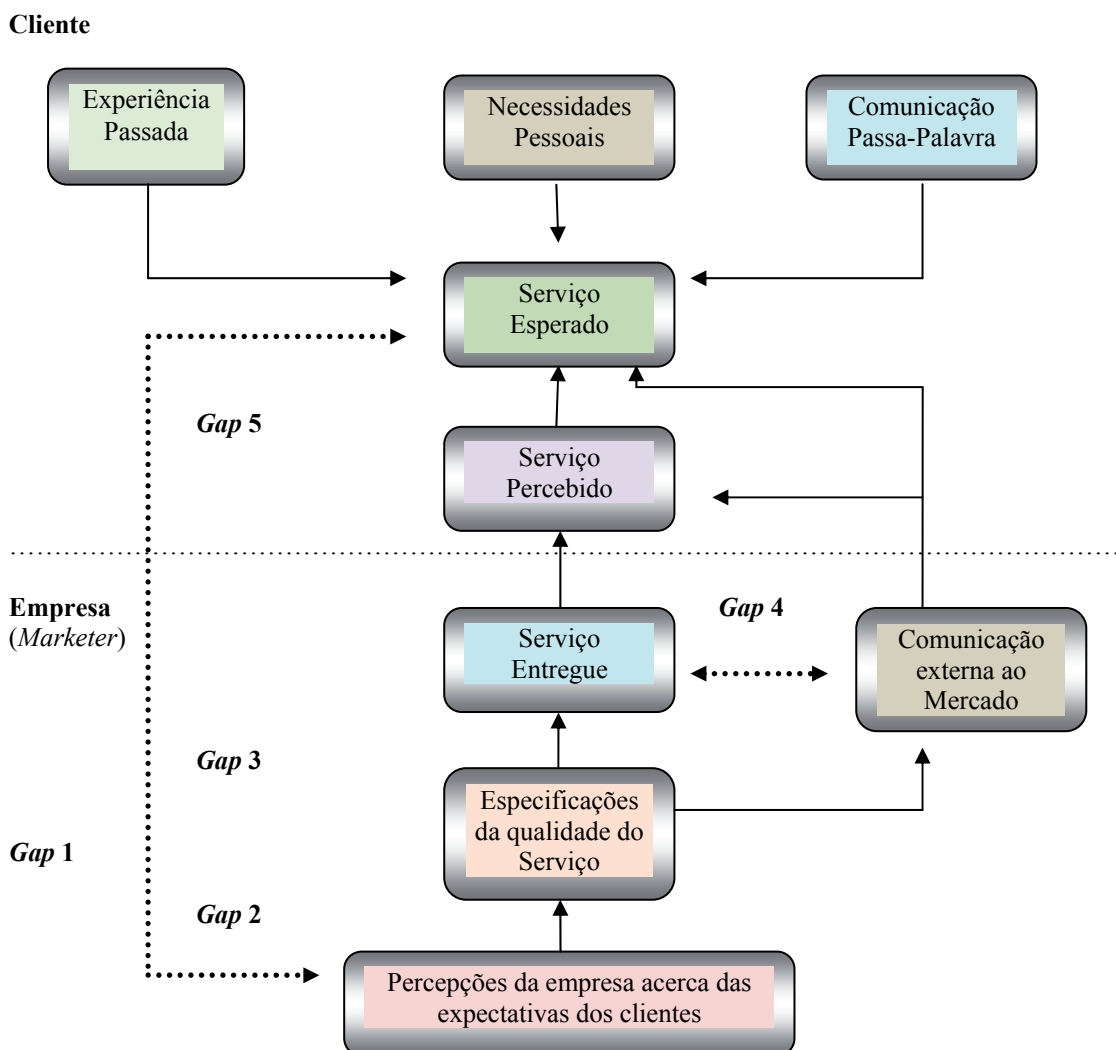 Cliente
Experiência
Passada
Necessidades
Pessoais
Comunicação
Passa-Palavra
Serviço
Esperado
Gap 5
Serviço
Percebido
Empresa
(Marketer)
Serviço
Entregue
Gap 4
Comunicação
externa ao
Mercado
Gap 3
Especificações
da qualidade do
Serviço
Gap 1
Gap 2
Percepções da empresa acerca das
expectativas dos clientes